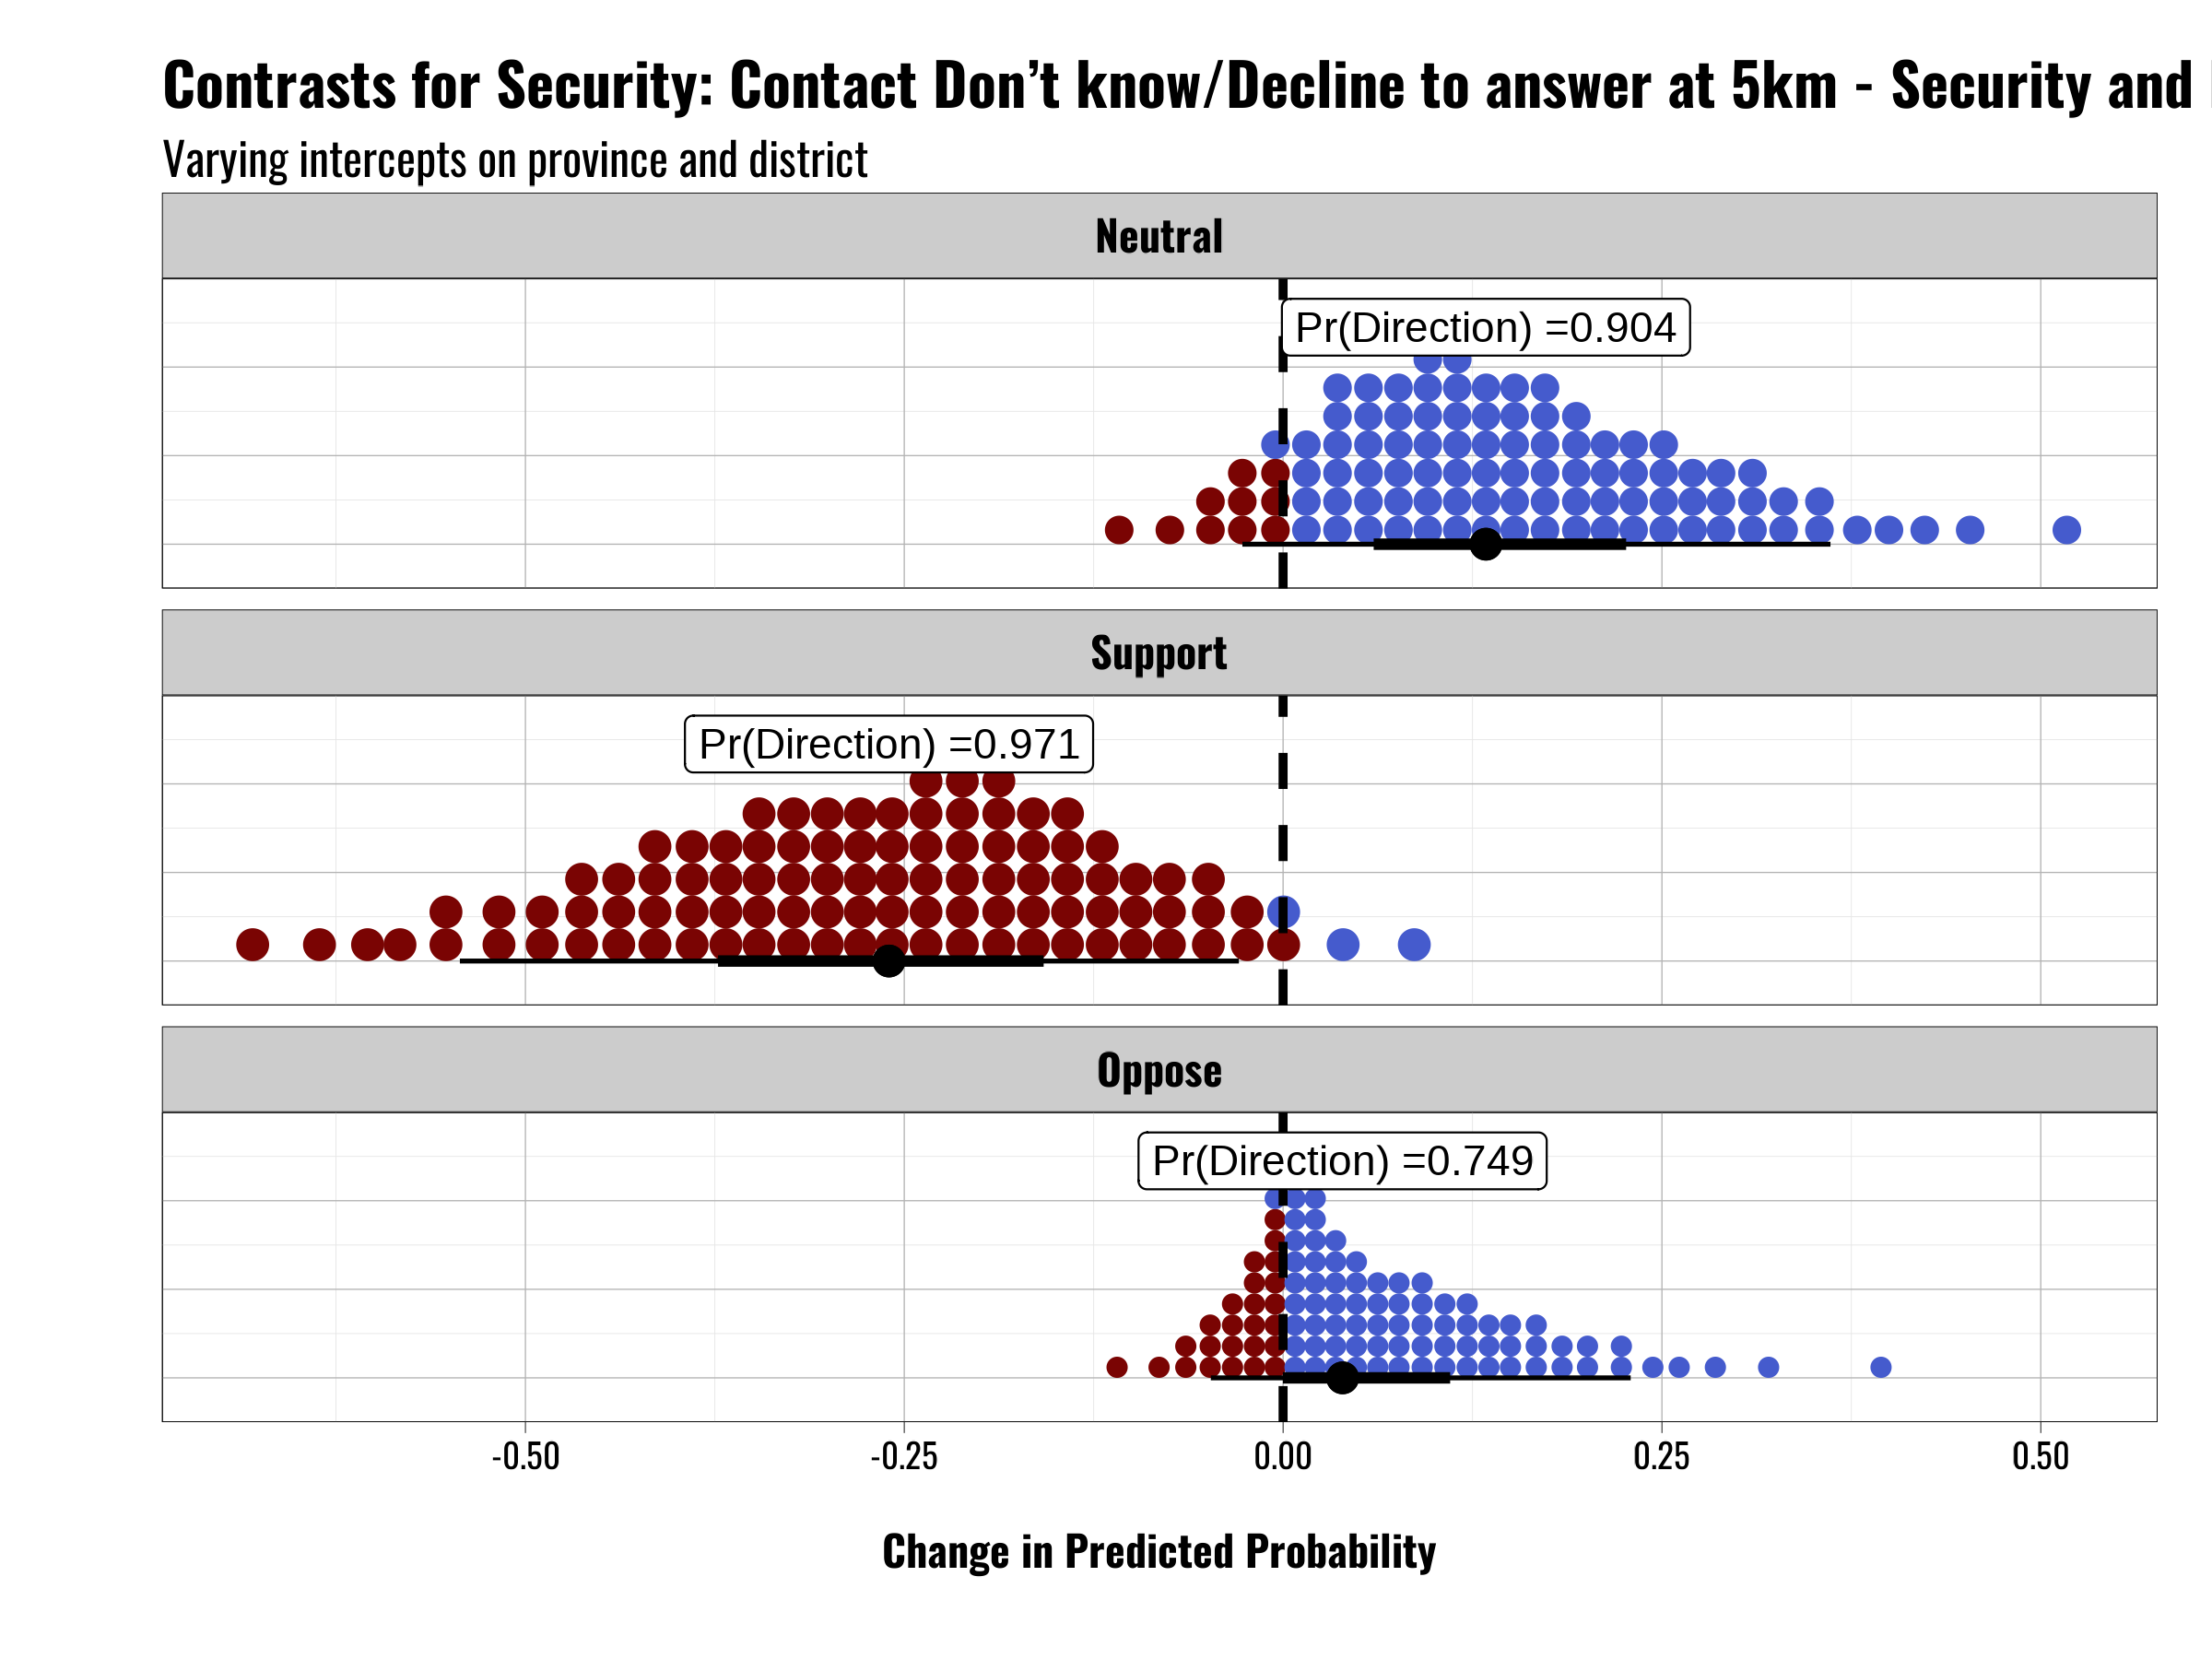 Contrasts for Security: Contact Don’t know/Decline to answer at 5km - Security and
Varying intercepts on province and district
Neutral
Pr(Direction) =0.904
Support
Pr(Direction) =0.971
Oppose
Pr(Direction) =0.749
-0.50 -0.25 0.00 0.25 0.50
Change in Predicted Probability